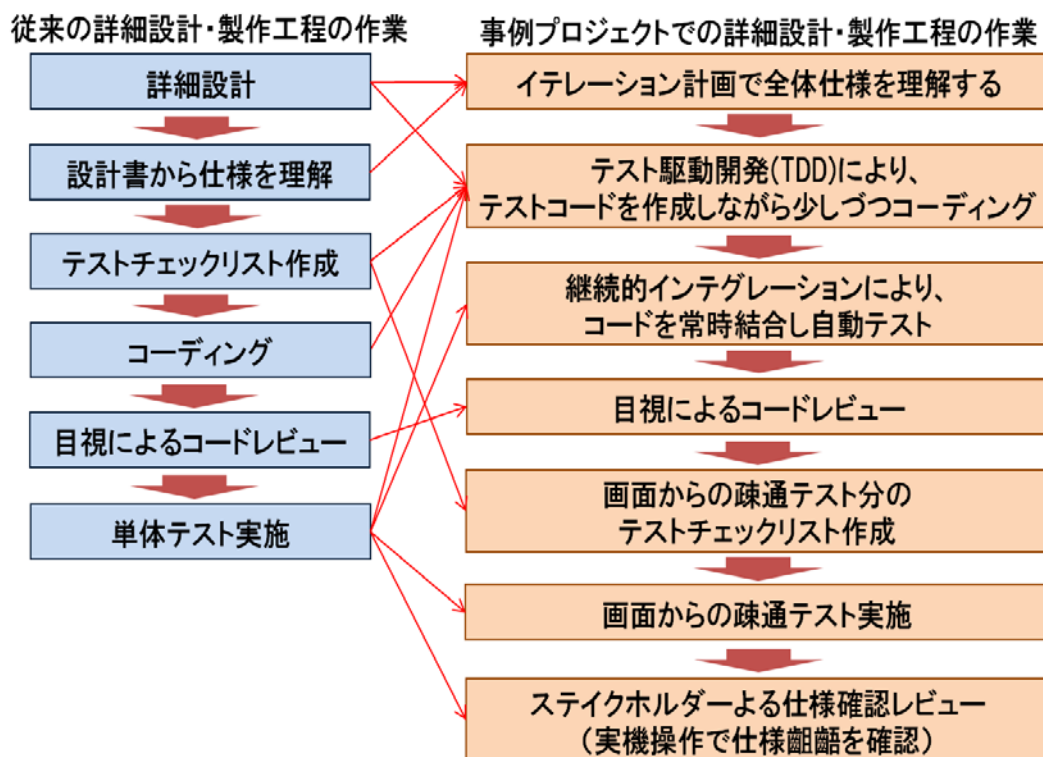 従来の詳細設計・製作工程の作業
詳細設計
設計書から仕様を理解
テストチェックリスト作成
コーディング
目視によるコードレビュー
単体テスト実施
事例プロジェクトでの詳細設計・製作工程の作業
イテレーション計画で全体仕様を理解する
テスト駆動開発(TDD)により、
テストコードを作成しながら少しづつコーディング
継続的インテグレーションにより、
コードを常時結合し自動テスト
目視によるコードレビュー
画面からの疎通テスト分の
テストチェックリスト作成
画面からの疎通テスト実施
ステイクホルダーよる仕様確認レビュー
（実機操作で仕様齟齬を確認）